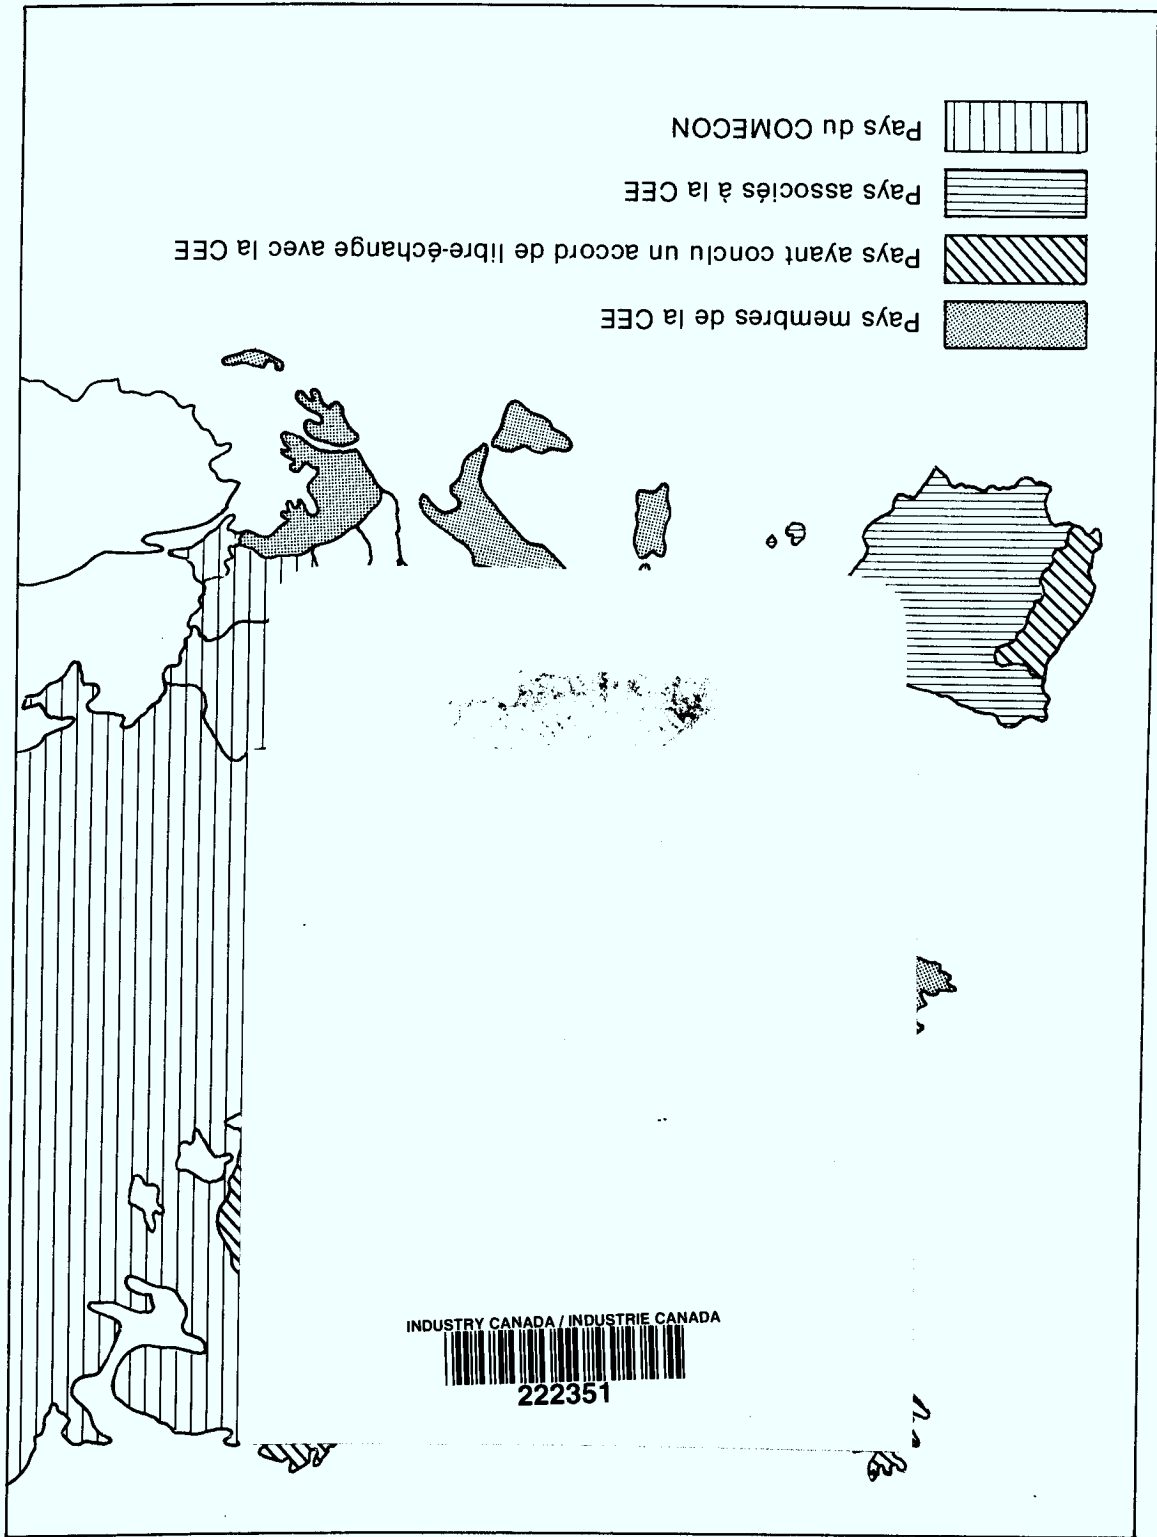 Pays membres de la CEE
Pays ayant conclu un accord de libre-échange avec la CEE
Pays associés à la CEE
Pays du COMECON
INDUSTRY CANADA / INDUSTRIE CANADA
222351